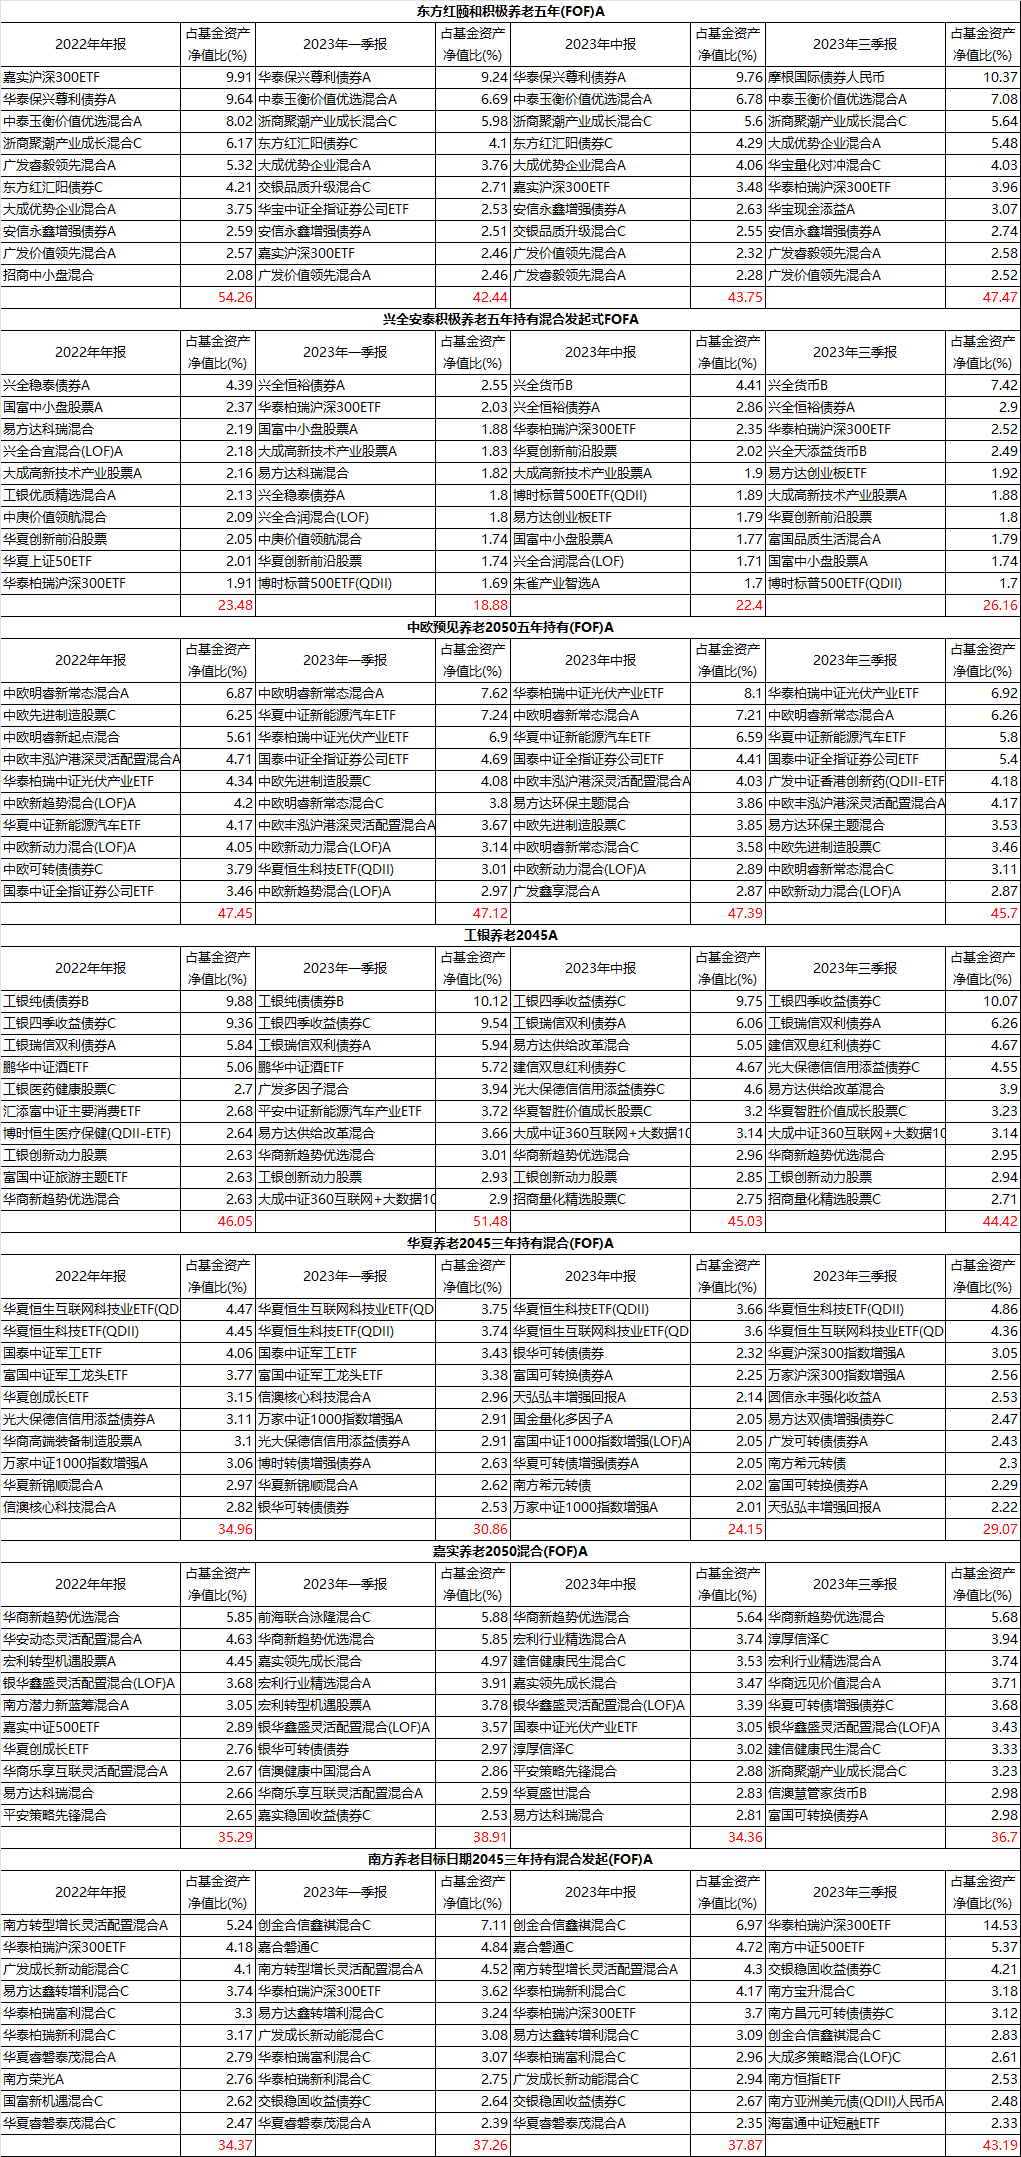 东方红颐和积极养老五年(FOF)A
2022年年报 占基金资产净值比(%) 2023年一季报 占基金资产净值比(%) 2023年中报 占基金资产净值比(%) 2023年三季报 占基金资产净值比(%)
嘉实沪深300ETF 9.91 华泰保兴尊利债券A 9.24 华泰保兴尊利债券A 9.76 摩根国际债券人民币 10.37
华泰保兴尊利债券A 9.64 中泰玉衡价值优选混合A 6.69 中泰玉衡价值优选混合A 6.78 中泰玉衡价值优选混合A 7.08
中泰玉衡价值优选混合A 8.02 浙商聚潮产业成长混合C 5.98 浙商聚潮产业成长混合C 5.6 浙商聚潮产业成长混合C 5.64
浙商聚潮产业成长混合C 6.17 东方红汇阳债券C 4.1 东方红汇阳债券C 4.29 大成优势企业混合A 5.48
广发睿毅领先混合A 5.32 大成优势企业混合A 3.76 大成优势企业混合A 4.06 华宝量化对冲混合C 4.03
东方红汇阳债券C 4.21 交银品质升级混合C 2.71 嘉实沪深300ETF 3.48 华泰柏瑞沪深300ETF 3.96
大成优势企业混合A 3.75 华宝中证全指证券公司ETF 2.53 安信永鑫增强债券A 2.63 华宝现金添益A 3.07
安信永鑫增强债券A 2.59 安信永鑫增强债券A 2.51 交银品质升级混合C 2.55 安信永鑫增强债券A 2.74
广发价值领先混合A 2.57 嘉实沪深300ETF 2.46 广发价值领先混合A 2.32 广发睿毅领先混合A 2.58
招商中小盘混合 2.08 广发价值领先混合A 2.46 广发睿毅领先混合A 2.28 广发价值领先混合A 2.52
54.26 42.44 43.75 47.47
兴全安泰积极养老五年持有混合发起式FOFA
2022年年报 占基金资产净值比(%) 2023年一季报 占基金资产净值比(%) 2023年中报 占基金资产净值比(%) 2023年三季报 占基金资产净值比(%)
兴全稳泰债券A 4.39 兴全恒裕债券A 2.55 兴全货币B 4.41 兴全货币B 7.42
国富中小盘股票A 2.37 华泰柏瑞沪深300ETF 2.03 兴全恒裕债券A 2.86 兴全恒裕债券A 2.9
易方达科瑞混合 2.19 国富中小盘股票A 1.88 华泰柏瑞沪深300ETF 2.35 华泰柏瑞沪深300ETF 2.52
兴全合宜混合(LOF)A 2.18 大成高新技术产业股票A 1.83 华夏创新前沿股票 2.02 兴全天添益货币B 2.49
大成高新技术产业股票A 2.16 易方达科瑞混合 1.82 大成高新技术产业股票A 1.9 易方达创业板ETF 1.92
工银优质精选混合A 2.13 兴全稳泰债券A 1.8 博时标普500ETF(QDII) 1.89 大成高新技术产业股票A 1.88
中庚价值领航混合 2.09 兴全合润混合(LOF) 1.8 易方达创业板ETF 1.79 华夏创新前沿股票 1.8
华夏创新前沿股票 2.05 中庚价值领航混合 1.74 国富中小盘股票A 1.77 富国品质生活混合A 1.79
华夏上证50ETF 2.01 华夏创新前沿股票 1.74 兴全合润混合(LOF) 1.71 国富中小盘股票A 1.74
华泰柏瑞沪深300ETF 1.91 博时标普500ETF(QDII) 1.69 朱雀产业智选A 1.7 博时标普500ETF(QDII) 1.7
23.48 18.88 22.4 26.16
中欧预见养老2050五年持有(FOF)A
2022年年报 占基金资产净值比(%) 2023年一季报 占基金资产净值比(%) 2023年中报 占基金资产净值比(%) 2023年三季报 占基金资产净值比(%)
中欧明睿新常态混合A 6.87 中欧明睿新常态混合A 7.62 华泰柏瑞中证光伏产业ETF 8.1 华泰柏瑞中证光伏产业ETF 6.92
中欧先进制造股票C 6.25 华夏中证新能源汽车ETF 7.24 中欧明睿新常态混合A 7.21 中欧明睿新常态混合A 6.26
中欧明睿新起点混合 5.61 华泰柏瑞中证光伏产业ETF 6.9 华夏中证新能源汽车ETF 6.59 华夏中证新能源汽车ETF 5.8
中欧丰泓沪港深灵活配置混合A 4.71 国泰中证全指证券公司ETF 4.69 国泰中证全指证券公司ETF 4.41 国泰中证全指证券公司ETF 5.4
华泰柏瑞中证光伏产业ETF 4.34 中欧先进制造股票C 4.08 中欧丰泓沪港深灵活配置混合A 4.03 广发中证香港创新药(QDII-ETF 4.18
中欧新趋势混合(LOF)A 4.2 中欧明睿新常态混合C 3.8 易方达环保主题混合 3.86 中欧丰泓沪港深灵活配置混合A 4.17
华夏中证新能源汽车ETF 4.17 中欧丰泓沪港深灵活配置混合A 3.67 中欧先进制造股票C 3.85 易方达环保主题混合 3.53
中欧新动力混合(LOF)A 4.05 中欧新动力混合(LOF)A 3.14 中欧明睿新常态混合C 3.58 中欧先进制造股票C 3.46
中欧可转债债券C 3.79 华夏恒生科技ETF(QDII) 3.01 中欧新动力混合(LOF)A 2.89 中欧明睿新常态混合C 3.11
国泰中证全指证券公司ETF 3.46 中欧新趋势混合(LOF)A 2.97 广发鑫享混合A 2.87 中欧新动力混合(LOF)A 2.87
47.45 47.12 47.39 45.7
工银养老2045A
2022年年报 占基金资产净值比(%) 2023年一季报 占基金资产净值比(%) 2023年中报 占基金资产净值比(%) 2023年三季报 占基金资产净值比(%)
工银纯债债券B 9.88 工银纯债债券B 10.12 工银四季收益债券C 9.75 工银四季收益债券C 10.07
工银四季收益债券C 9.36 工银四季收益债券C 9.54 工银瑞信双利债券A 6.06 工银瑞信双利债券A 6.26
工银瑞信双利债券A 5.84 工银瑞信双利债券A 5.94 易方达供给改革混合 5.05 建信双息红利债券C 4.67
鹏华中证酒ETF 5.06 鹏华中证酒ETF 5.72 建信双息红利债券C 4.67 光大保德信信用添益债券C 4.55
工银医药健康股票C 2.7 广发多因子混合 3.94 光大保德信信用添益债券C 4.6 易方达供给改革混合 3.9
汇添富中证主要消费ETF 2.68 平安中证新能源汽车产业ETF 3.72 华夏智胜价值成长股票C 3.2 华夏智胜价值成长股票C 3.23
博时恒生医疗保健(QDII-ETF) 2.64 易方达供给改革混合 3.66 大成中证360互联网+大数据10 3.14 大成中证360互联网+大数据10 3.14
工银创新动力股票 2.63 华商新趋势优选混合 3.01 华商新趋势优选混合 2.96 华商新趋势优选混合 2.95
富国中证旅游主题ETF 2.63 工银创新动力股票 2.93 工银创新动力股票 2.85 工银创新动力股票 2.94
华商新趋势优选混合 2.63 大成中证360互联网+大数据10 2.9 招商量化精选股票C 2.75 招商量化精选股票C 2.71
46.05 51.48 45.03 44.42
华夏养老2045三年持有混合(FOF)A
2022年年报 占基金资产净值比(%) 2023年一季报 占基金资产净值比(%) 2023年中报 占基金资产净值比(%) 2023年三季报 占基金资产净值比(%)
华夏恒生互联网科技业ETF(QD 4.47 华夏恒生互联网科技业ETF(QD 3.75 华夏恒生科技ETF(QDII) 3.66 华夏恒生科技ETF(QDII) 4.86
华夏恒生科技ETF(QDII) 4.45 华夏恒生科技ETF(QDII) 3.74 华夏恒生互联网科技业ETF(QD 3.6 华夏恒生互联网科技业ETF(QD 4.36
国泰中证军工ETF 4.06 国泰中证军工ETF 3.43 银华可转债债券 2.32 华夏沪深300指数增强A 3.05
富国中证军工龙头ETF 3.77 富国中证军工龙头ETF 3.38 富国可转换债券A 2.25 万家沪深300指数增强A 2.56
华夏创成长ETF 3.15 信澳核心科技混合A 2.96 天弘弘丰增强回报A 2.14 圆信永丰强化收益A 2.53
光大保德信信用添益债券A 3.11 万家中证1000指数增强A 2.91 国金量化多因子A 2.05 易方达双债增强债券C 2.47
华商高端装备制造股票A 3.1 光大保德信信用添益债券A 2.91 富国中证1000指数增强(LOF)A 2.05 广发可转债债券A 2.43
万家中证1000指数增强A 3.06 博时转债增强债券A 2.63 华夏可转债增强债券A 2.05 南方希元转债 2.3
华夏新锦顺混合A 2.97 华夏新锦顺混合A 2.62 南方希元转债 2.02 富国可转换债券A 2.29
信澳核心科技混合A 2.82 银华可转债债券 2.53 万家中证1000指数增强A 2.01 天弘弘丰增强回报A 2.22
34.96 30.86 24.15 29.07
嘉实养老2050混合(FOF)A
2022年年报 占基金资产净值比(%) 2023年一季报 占基金资产净值比(%) 2023年中报 占基金资产净值比(%) 2023年三季报 占基金资产净值比(%)
华商新趋势优选混合 5.85 前海联合泳隆混合C 5.88 华商新趋势优选混合 5.64 华商新趋势优选混合 5.68
华安动态灵活配置混合A 4.63 华商新趋势优选混合 5.85 宏利行业精选混合A 3.74 淳厚信泽C 3.94
宏利转型机遇股票A 4.45 嘉实领先成长混合 4.97 建信健康民生混合C 3.53 宏利行业精选混合A 3.74
银华鑫盛灵活配置混合(LOF)A 3.68 宏利行业精选混合A 3.91 嘉实领先成长混合 3.47 华商远见价值混合A 3.71
南方潜力新蓝筹混合A 3.05 宏利转型机遇股票A 3.78 银华鑫盛灵活配置混合(LOF)A 3.39 华夏可转债增强债券C 3.68
嘉实中证500ETF 2.89 银华鑫盛灵活配置混合(LOF)A 3.57 国泰中证光伏产业ETF 3.05 银华鑫盛灵活配置混合(LOF)A 3.43
华夏创成长ETF 2.76 银华可转债债券 2.97 淳厚信泽C 3.02 建信健康民生混合C 3.33
华商乐享互联灵活配置混合A 2.67 信澳健康中国混合A 2.86 平安策略先锋混合 2.88 浙商聚潮产业成长混合C 3.23
易方达科瑞混合 2.66 华商乐享互联灵活配置混合A 2.59 华夏盛世混合 2.83 信澳慧管家货币B 2.98
平安策略先锋混合 2.65 嘉实稳固收益债券C 2.53 易方达科瑞混合 2.81 富国可转换债券A 2.98
35.29 38.91 34.36 36.7
南方养老目标日期2045三年持有混合发起(FOF)A
2022年年报 占基金资产净值比(%) 2023年一季报 占基金资产净值比(%) 2023年中报 占基金资产净值比(%) 2023年三季报 占基金资产净值比(%)
南方转型增长灵活配置混合A 5.24 创金合信鑫祺混合C 7.11 创金合信鑫祺混合C 6.97 华泰柏瑞沪深300ETF 14.53
华泰柏瑞沪深300ETF 4.18 嘉合磐通C 4.84 嘉合磐通C 4.72 南方中证500ETF 5.37
广发成长新动能混合C 4.1 南方转型增长灵活配置混合A 4.52 南方转型增长灵活配置混合A 4.3 交银稳固收益债券C 4.21
易方达鑫转增利混合C 3.74 华泰柏瑞沪深300ETF 3.62 华泰柏瑞新利混合C 4.17 南方宝升混合C 3.18
华泰柏瑞富利混合C 3.3 易方达鑫转增利混合C 3.24 华泰柏瑞沪深300ETF 3.7 南方昌元可转债债券C 3.12
华泰柏瑞新利混合C 3.17 广发成长新动能混合C 3.08 易方达鑫转增利混合C 3.09 创金合信鑫祺混合C 2.83
华夏睿磐泰茂混合A 2.79 华泰柏瑞富利混合C 3.07 华泰柏瑞富利混合C 2.96 大成多策略混合(LOF)C 2.61
南方荣光A 2.76 华泰柏瑞新利混合C 2.75 广发成长新动能混合C 2.94 南方恒指ETF 2.53
国富新机遇混合C 2.62 交银稳固收益债券C 2.64 交银稳固收益债券C 2.67 南方亚洲美元债(QDII)人民币A 2.48
华夏睿磐泰茂混合C 2.47 华夏睿磐泰茂混合A 2.39 华夏睿磐泰茂混合A 2.35 海富通中证短融ETF 2.33
34.37 37.26 37.87 43.19